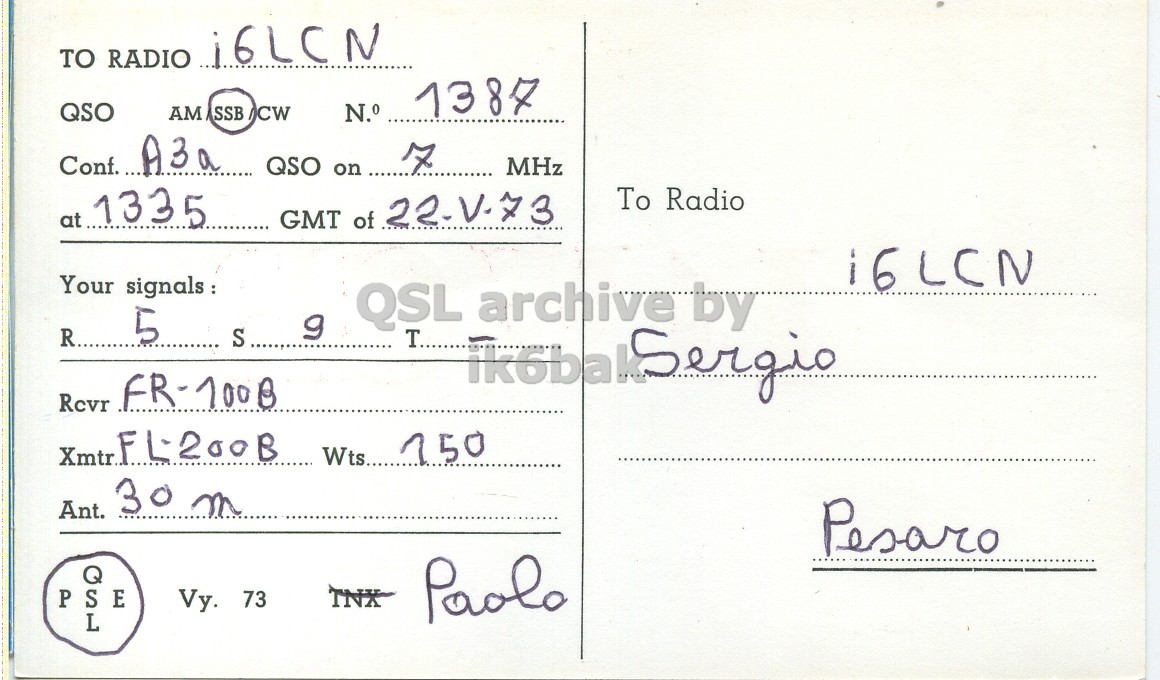 TO RADIO i6LCN
QSO AM/SSB/CW N.º 1387
Conf. A3a QSO on 7 MHz
at 1335 GMT of 22-V-73
Your signals:
R 5 S 9 T –
Rcvr FR-100B
Xmtr FL-200B Wts. 150
Ant. 30 m
Q
P S E
L
Vy. 73 TNX Paolo
To Radio
i6LCN
Sergio
Pesaro
QSL archive by
ik6bak